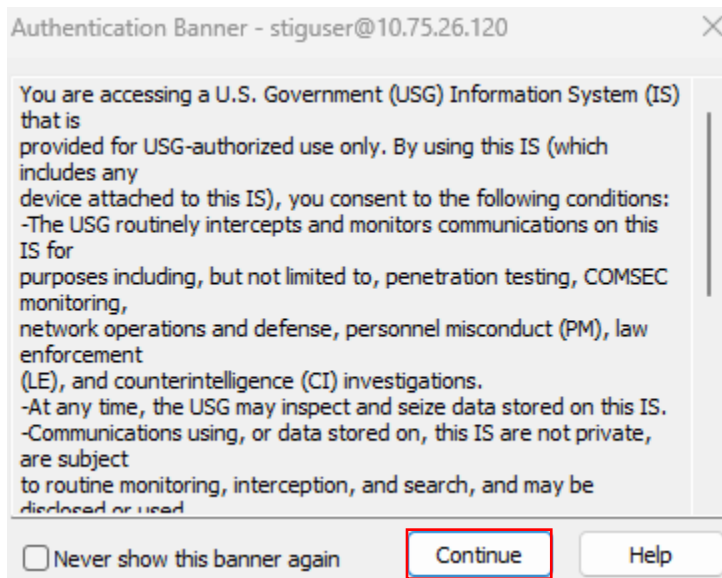 Authentication Banner - stiguser@10.75.26.120
You are accessing a U.S. Government (USG) Information System (IS)
that is
provided for USG-authorized use only. By using this IS (which
includes any
device attached to this IS), you consent to the following conditions:
-The USG routinely intercepts and monitors communications on this
IS for
purposes including, but not limited to, penetration testing, COMSEC
monitoring,
network operations and defense, personnel misconduct (PM), law
enforcement
(LE), and counterintelligence (CI) investigations.
-At any time, the USG may inspect and seize data stored on this IS.
-Communications using, or data stored on, this IS are not private,
are subject
to routine monitoring, interception, and search, and may be
disclosed or used
Never show this banner again
Continue
Help